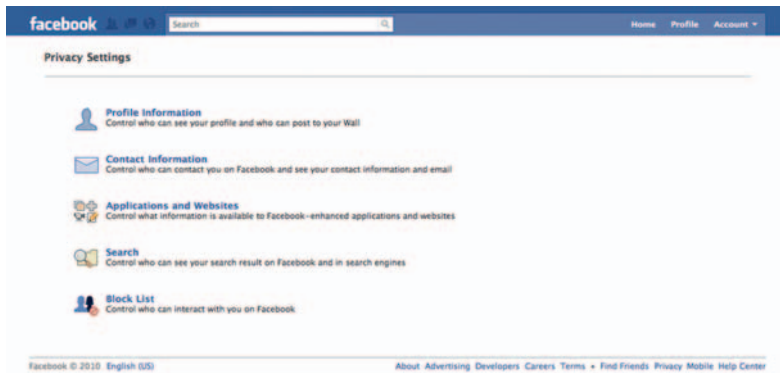 facebook Search Home Profile Account
Privacy Settings
Profile Information
Control who can see your profile and who can post to your Wall
Contact Information
Control who can contact you on Facebook and see your contact information and email
Applications and Websites
Control what information is available to Facebook-enhanced applications and websites
Search
Control who can see your search result on Facebook and in search engines
Block List
Control who can interact with you on Facebook
Facebook © 2010 English (US) About Advertising Developers Careers Terms • Find Friends Privacy Mobile Help Center